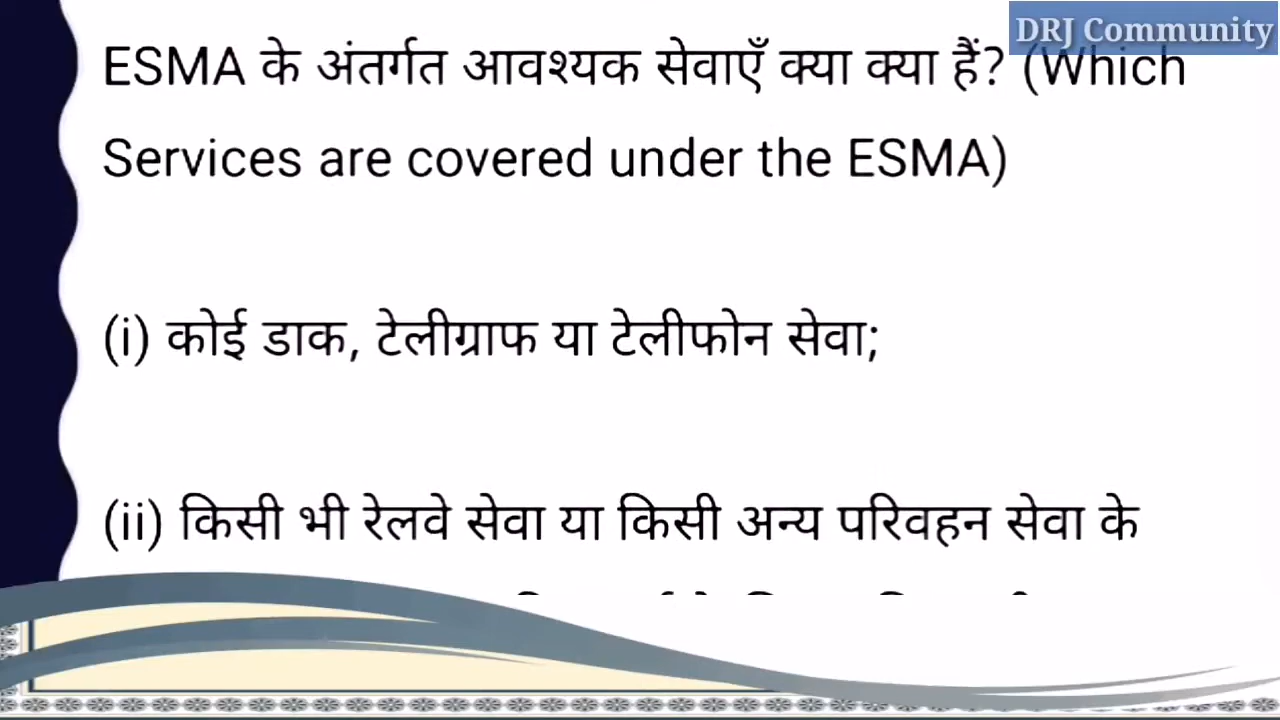 DRJ Community
ESMA के अंतर्गत आवश्यक सेवाएँ क्या क्या हैं? (Which
Services are covered under the ESMA)
(i) कोई डाक, टेलीग्राफ या टेलीफोन सेवा;
(ii) किसी भी रेलवे सेवा या किसी अन्य परिवहन सेवा के